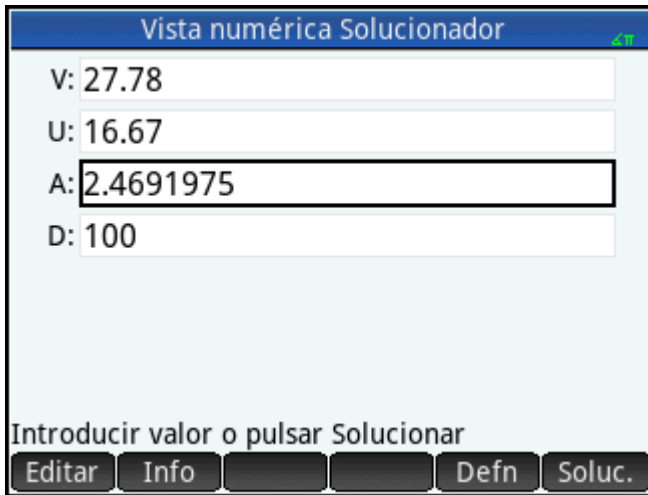 Vista numérica Solucionador
∡π
V: 27.78
U: 16.67
A: 2.4691975
D: 100
Introducir valor o pulsar Solucionar
Editar Info Defn Soluc.